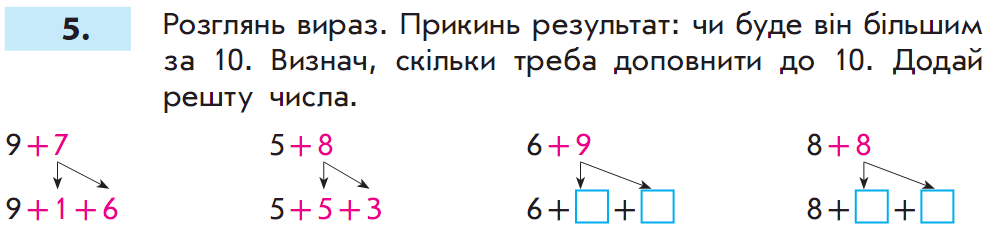 5.
Розглянь вираз. Прикинь результат: чи буде він більшим
за 10. Визнач, скільки треба доповнити до 10. Додай
решту числа.
9+7 5+8 6+9 8+8
9+1+6 5+5+3 6+ + 8+ +